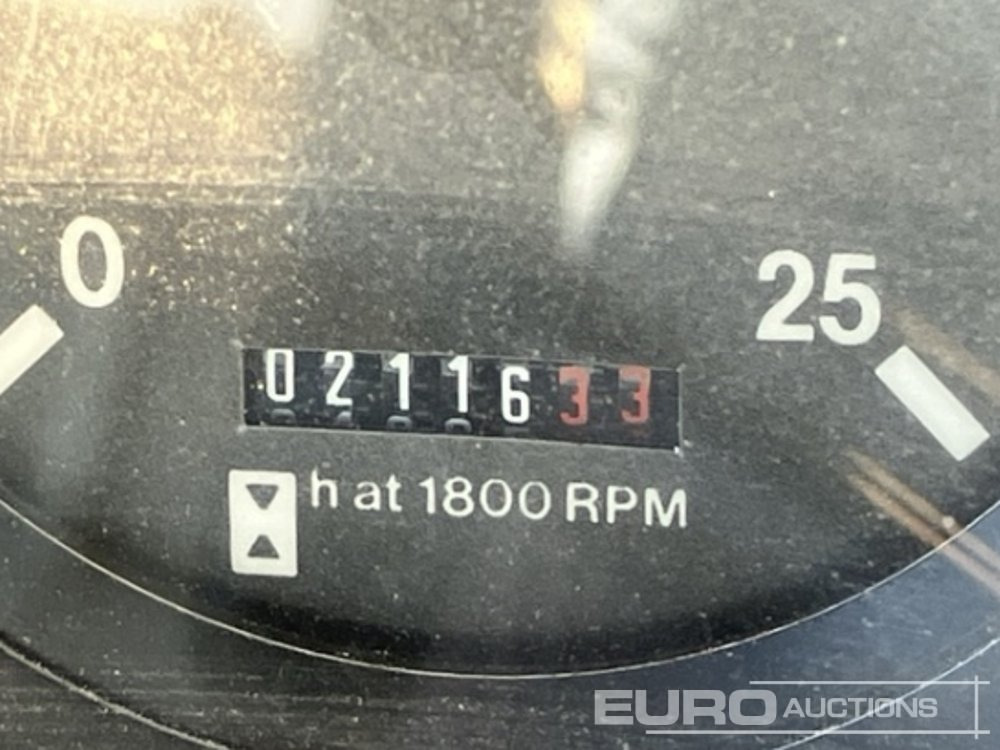 0
25
0211633
h at 1800 RPM
EURO AUCTIONS